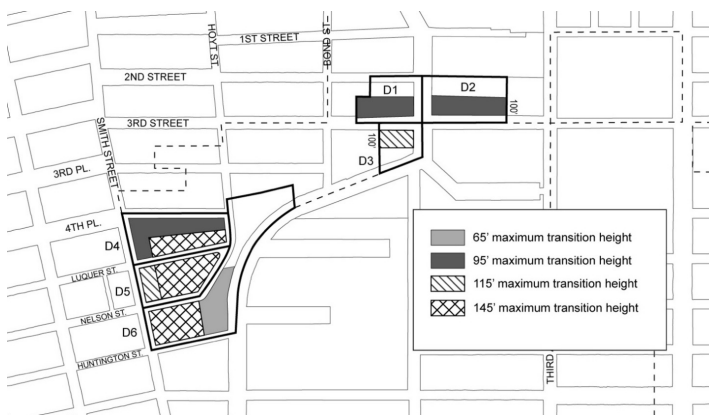 HOYT ST.
1ST STREET
BOND ST
2ND STREET
D1
D2
100'
SMITH STREET
3RD STREET
100'
D3
3RD PL.
4TH PL.
D4
LUQUER ST.
D5
NELSON ST.
D6
HUNTINGTON ST.
65' maximum transition height
95' maximum transition height
115' maximum transition height
145' maximum transition height
THIRD